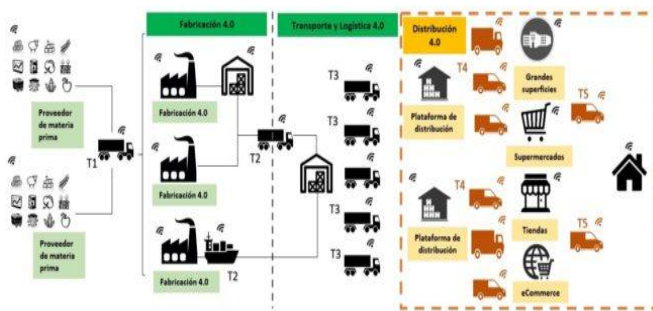 Fabricación 4.0
Transporte y Logística 4.0
Distribución
4.0
Proveedor
de materia
prima
T1
Proveedor
de materia
prima
Fabricación 4.0
Fabricación 4.0
Fabricación 4.0
T2
T2
T3
T3
T3
T3
T4
Plataforma de
distribución
Grandes
superficies
T5
Supermercados
T4
Plataforma de
distribución
Tiendas
T5
eCommerce